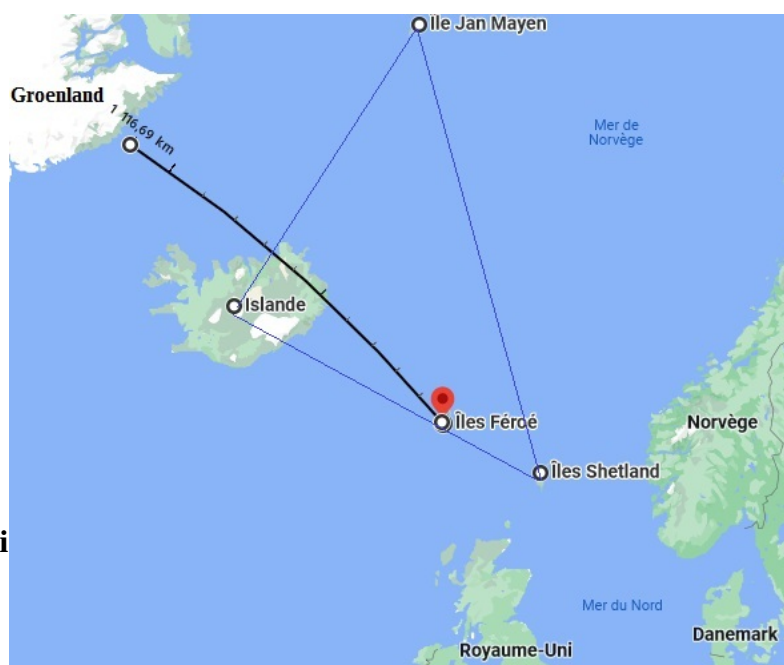 Île Jan Mayen
Groenland
1 116,69 km
Mer de
Norvège
Islande
Îles Féroé
Norvège
Îles Shetland
i
Mer du Nord
Danemark
Royaume-Uni